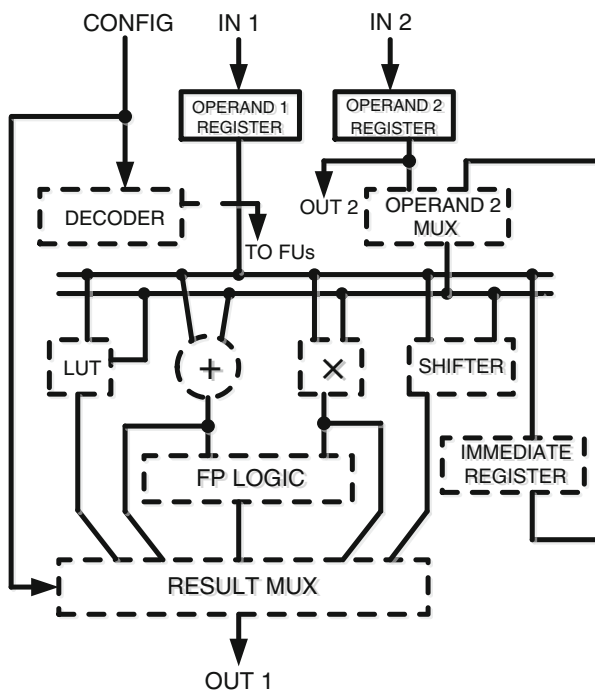 CONFIG
IN 1
IN 2
OPERAND 1
REGISTER
OPERAND 2
REGISTER
DECODER
OUT 2
OPERAND 2
MUX
TO FUs
LUT
+
×
SHIFTER
FP LOGIC
IMMEDIATE
REGISTER
RESULT MUX
OUT 1